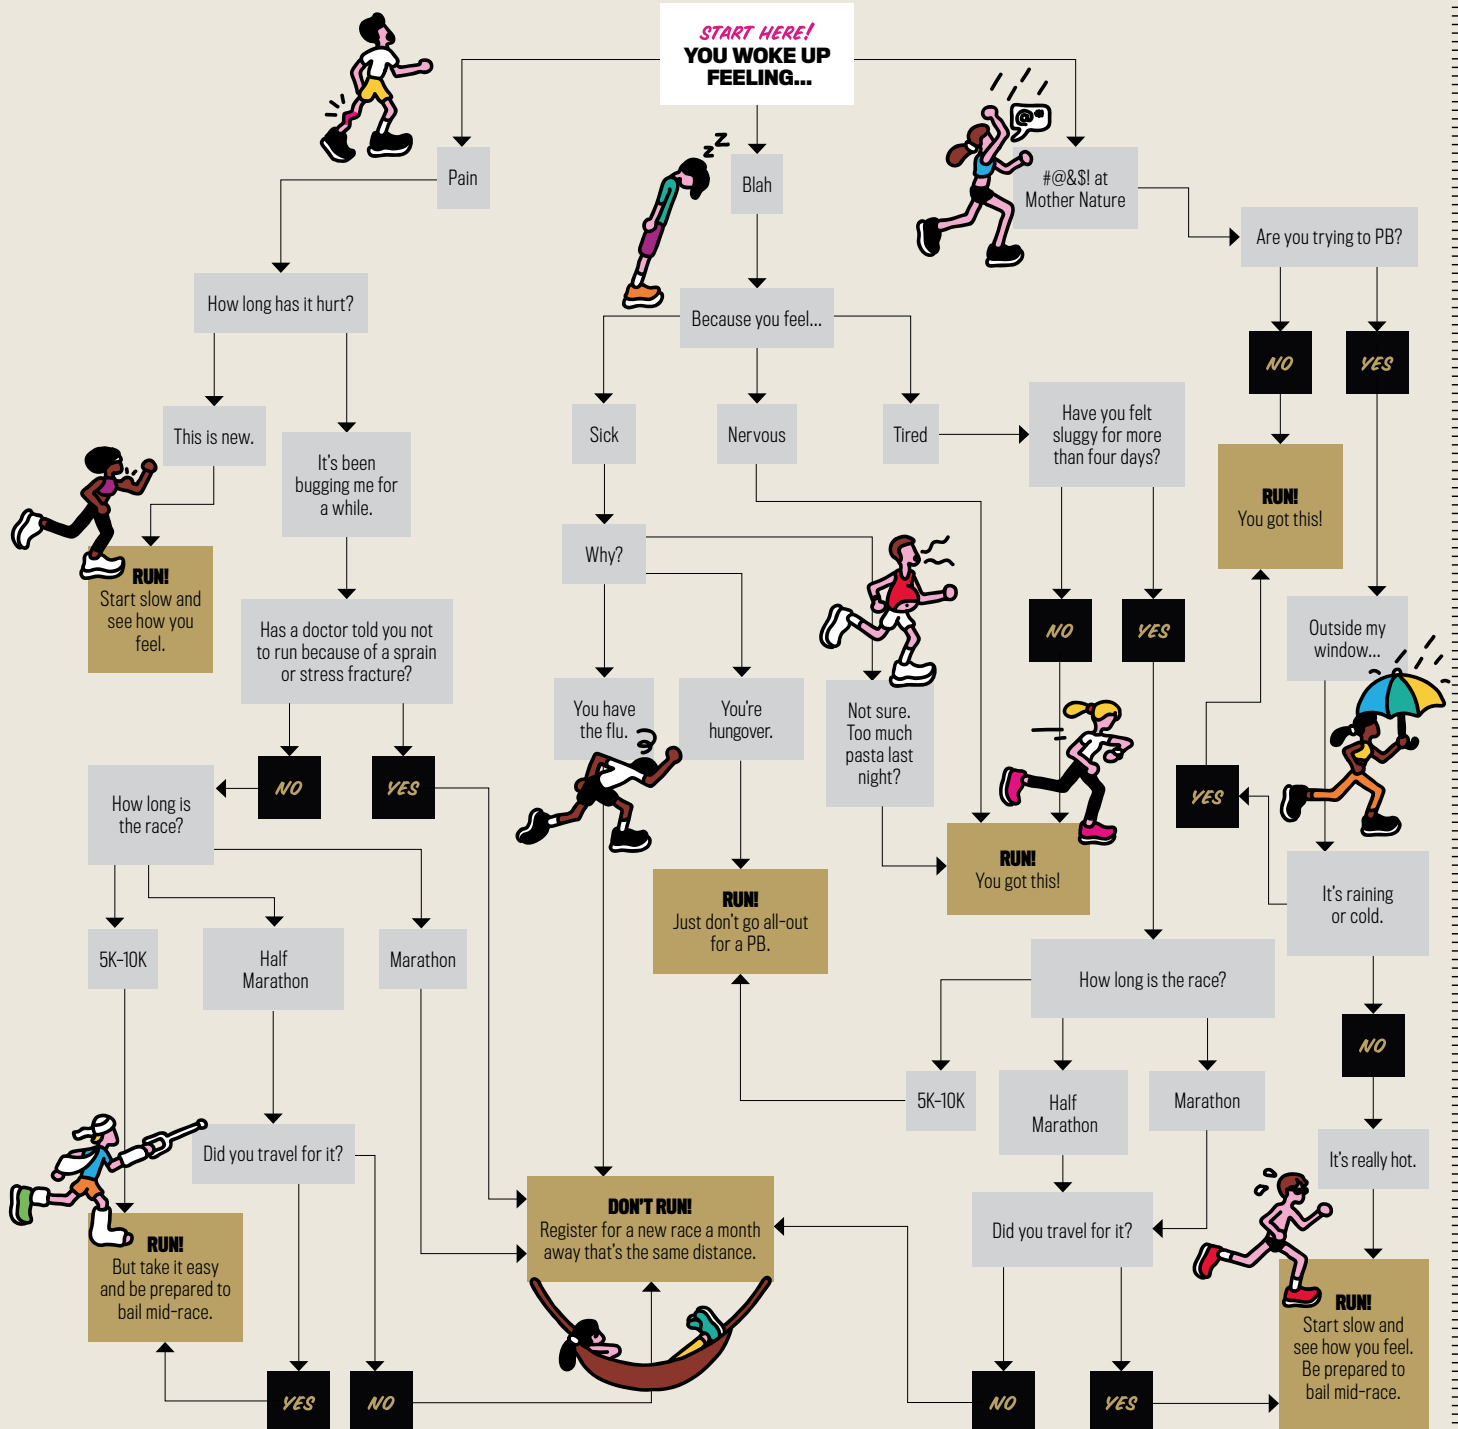 START HERE!
YOU WOKE UP
FEELING...
Pain
Blah
@*
#@&$! at
Mother Nature
z z
Are you trying to PB?
How long has it hurt?
Because you feel...
NO
YES
This is new.
It's been
bugging me for
a while.
Sick
Nervous
Tired
Have you felt
sluggy for more
than four days?
RUN!
You got this!
Why?
RUN!
Start slow and
see how you
feel.
Has a doctor told you not
to run because of a sprain
or stress fracture?
NO
YES
Outside my
window...
You have
the flu.
You're
hungover.
Not sure.
Too much
pasta last
night?
NO
YES
How long is
the race?
YES
RUN!
You got this!
It's raining
or cold.
RUN!
Just don't go all-out
for a PB.
5K-10K
Half
Marathon
Marathon
How long is the race?
NO
5K-10K
Half
Marathon
Marathon
Did you travel for it?
It's really hot.
DON'T RUN!
Register for a new race a month
away that's the same distance.
Did you travel for it?
RUN!
But take it easy
and be prepared to
bail mid-race.
RUN!
Start slow and
see how you feel.
Be prepared to
bail mid-race.
YES
NO
NO
YES